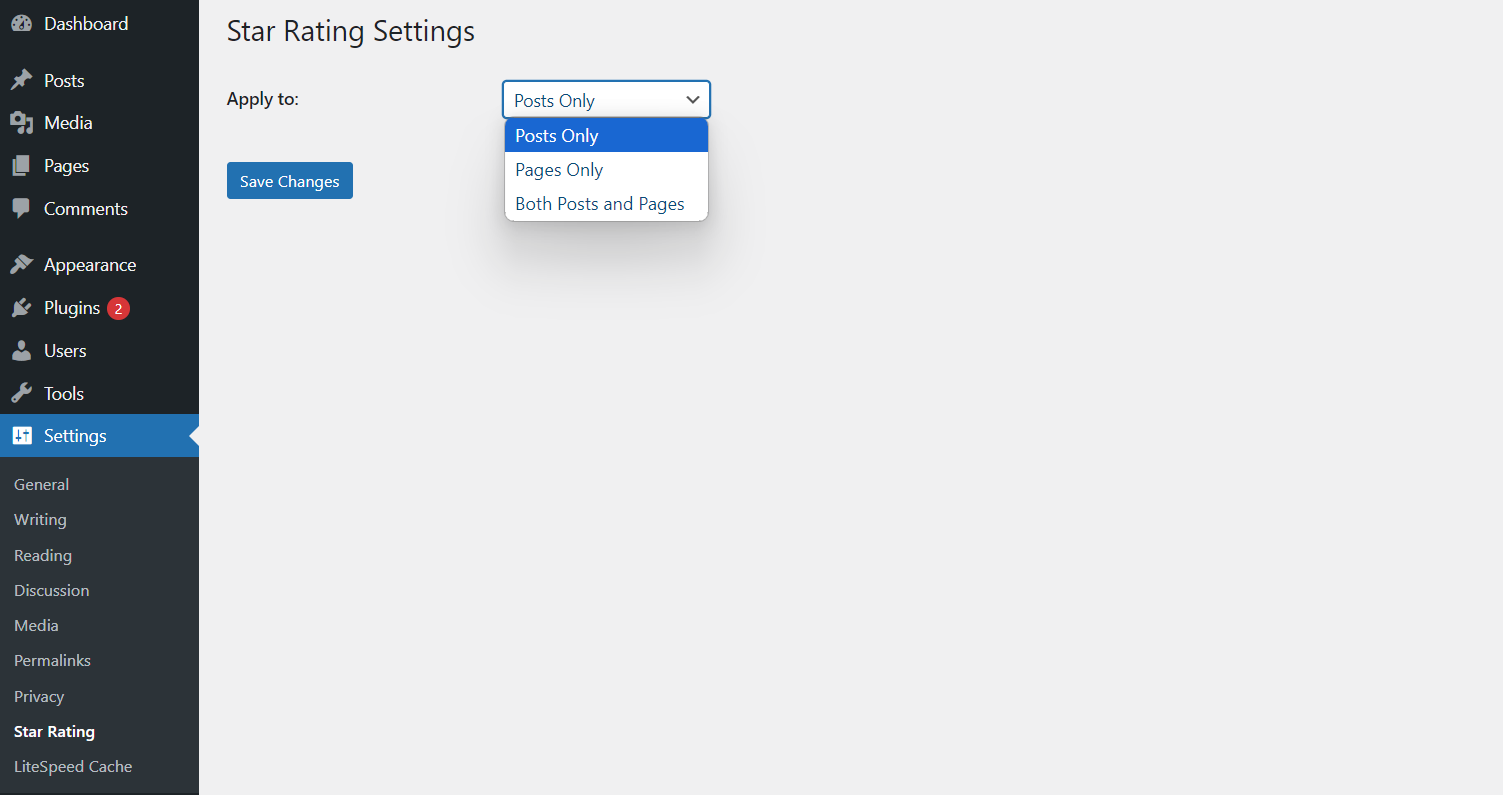 Dashboard
Posts
Media
Pages
Comments
Appearance
Plugins 2
Users
Tools
Settings
General
Writing
Reading
Discussion
Media
Permalinks
Privacy
Star Rating
LiteSpeed Cache
Star Rating Settings
Apply to:
Posts Only
Posts Only
Pages Only
Both Posts and Pages
Save Changes